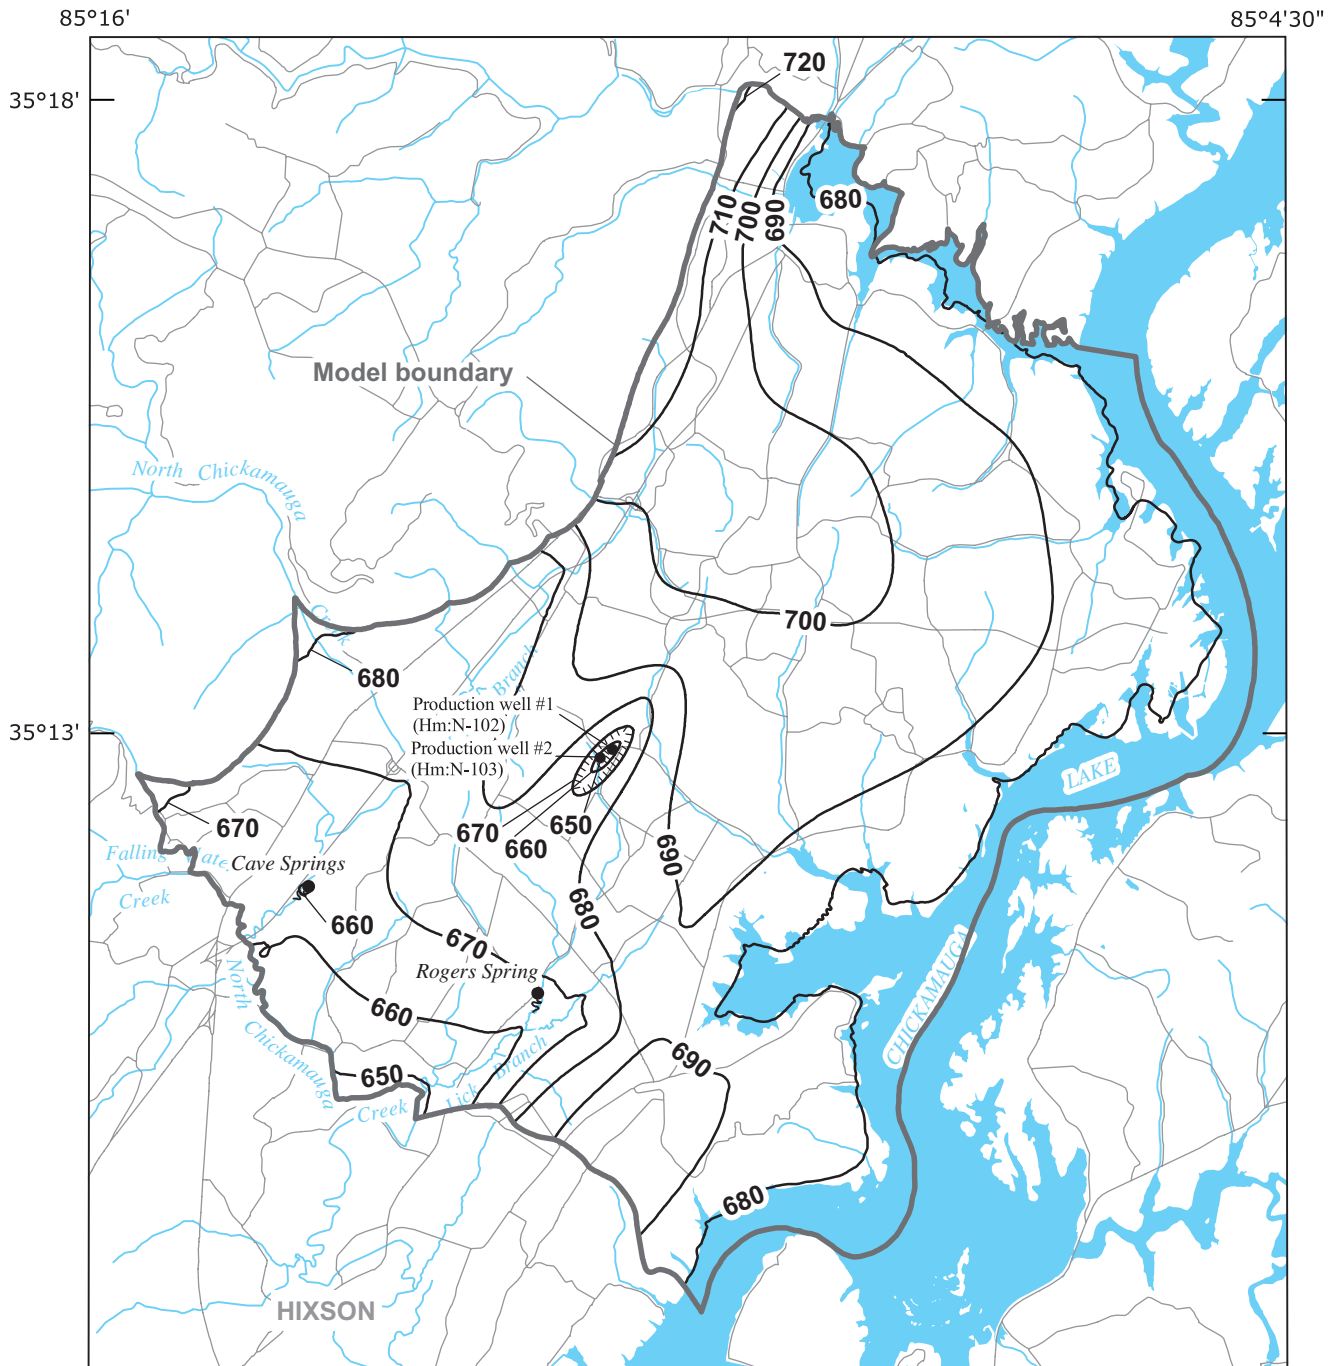 85°16'
85°4'30"
35°18'
720
680
710
700
690
Model boundary
North Chickamauga
Creek
700
680
Branch
Production well #1
(Hm:N-102)
35°13'
Production well #2
(Hm:N-103)
LAKE
670
670
650
660
690
Falling Water
Cave Springs
Creek
660
680
670
Rogers Spring
North Chickamauga
660
CHICKAMAUGA
690
650
Creek
Lick Branch
680
HIXSON